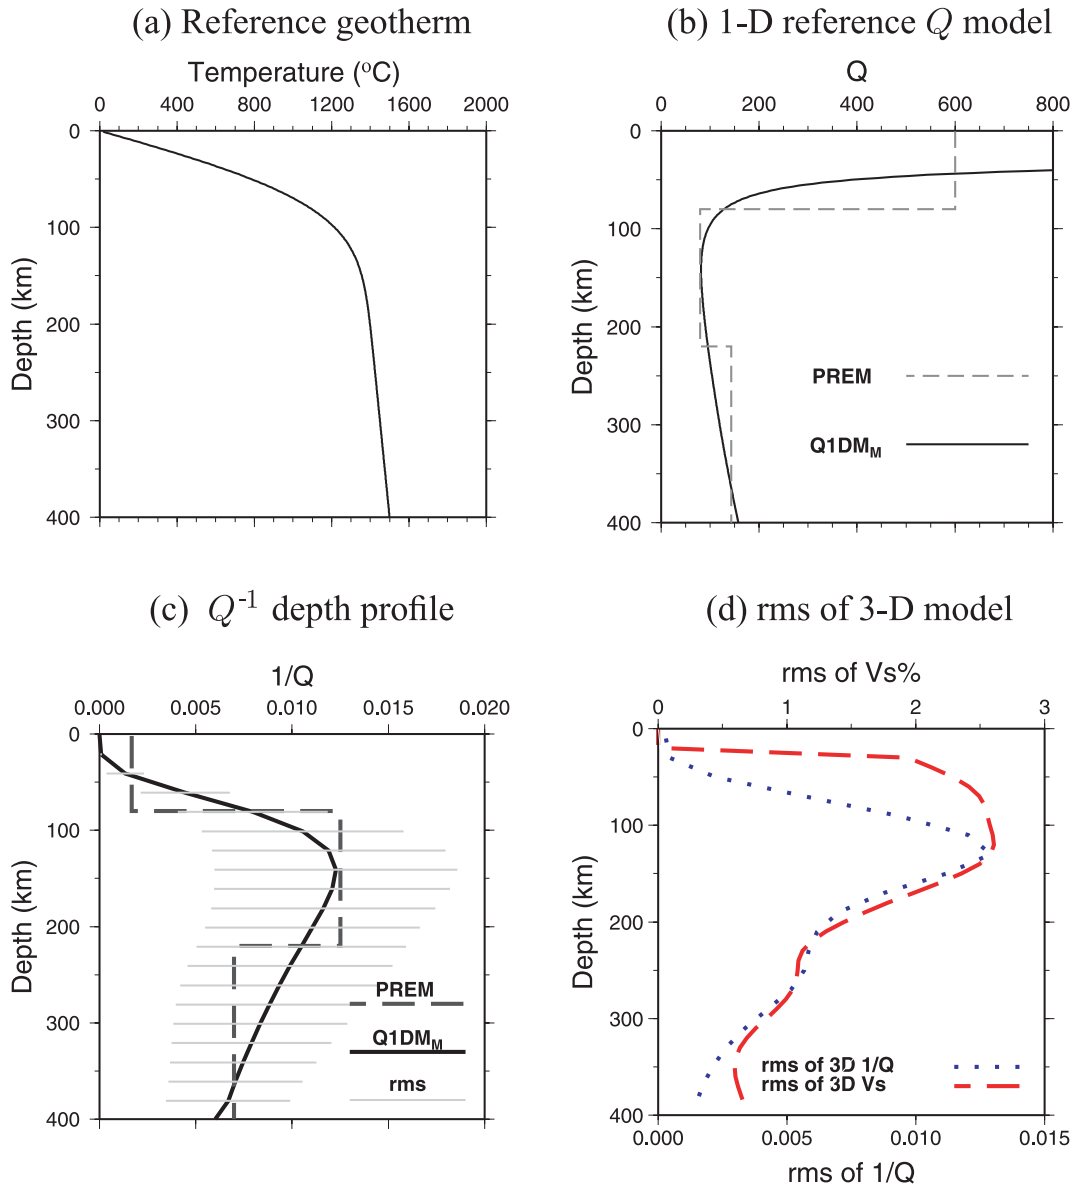 (a) Reference geotherm
Temperature (°C)
0 400 800 1200 1600 2000
0
100
200
300
400
Depth (km)
(b) 1-D reference Q model
Q
0 200 400 600 800
0
100
200
300
400
Depth (km)
PREM
Q1DM_M
(c) Q⁻¹ depth profile
1/Q
0.000 0.005 0.010 0.015 0.020
0
100
200
300
400
Depth (km)
PREM
Q1DM_M
rms
(d) rms of 3-D model
rms of Vs%
0 1 2 3
0
100
200
300
400
Depth (km)
rms of 3D 1/Q
rms of 3D Vs
0.000 0.005 0.010 0.015
rms of 1/Q